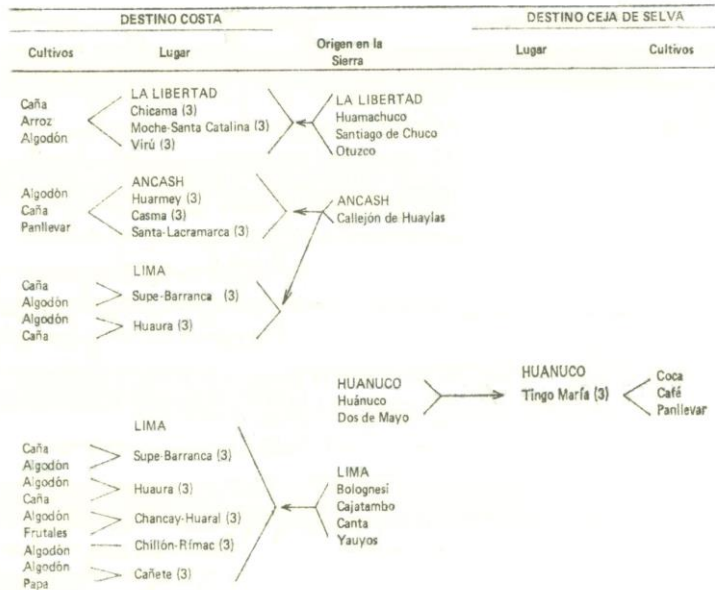 DESTINO COSTA DESTINO CEJA DE SELVA
Cultivos Lugar Origen en la Sierra Lugar Cultivos
LA LIBERTAD LA LIBERTAD
Caña Chicama (3) Huamachuco
Arroz Moche-Santa Catalina (3) Santiago de Chuco
Algodón Virú (3) Otuzco
ANCASH
Algodón Huarmey (3) ANCASH
Caña Casma (3) Callejón de Huaylas
Panllevar Santa-Lacramarca (3)
LIMA
Caña
Algodón Supe-Barranca (3)
Algodón
Caña Huaura (3)
HUANUCO HUANUCO Coca
Huánuco Tingo María (3) Café
Dos de Mayo Panllevar
LIMA
Caña
Algodón Supe-Barranca (3)
Algodón LIMA
Caña Huaura (3) Bolognesi
Algodón Cajatambo
Frutales Chancay-Huaral (3) Canta
Algodón Chillón-Rímac (3) Yauyos
Algodón
Papa Cañete (3)